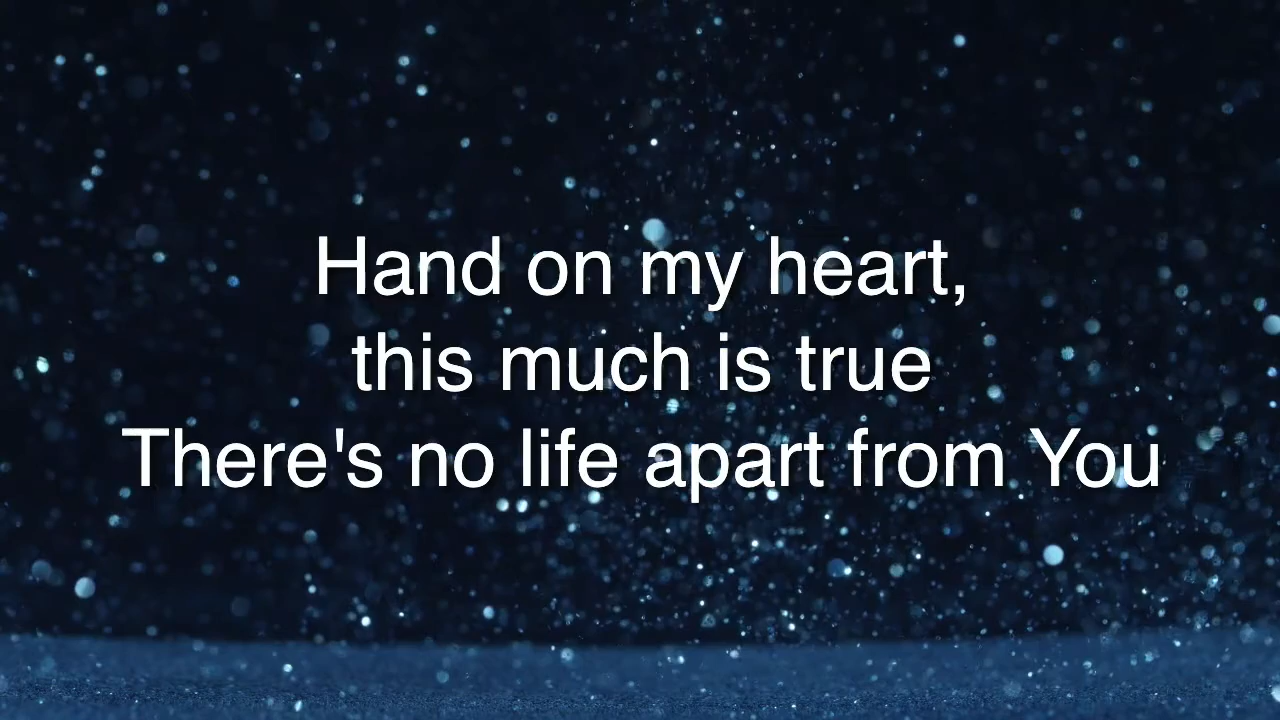 Hand on my heart,
this much is true
There's no life apart from You